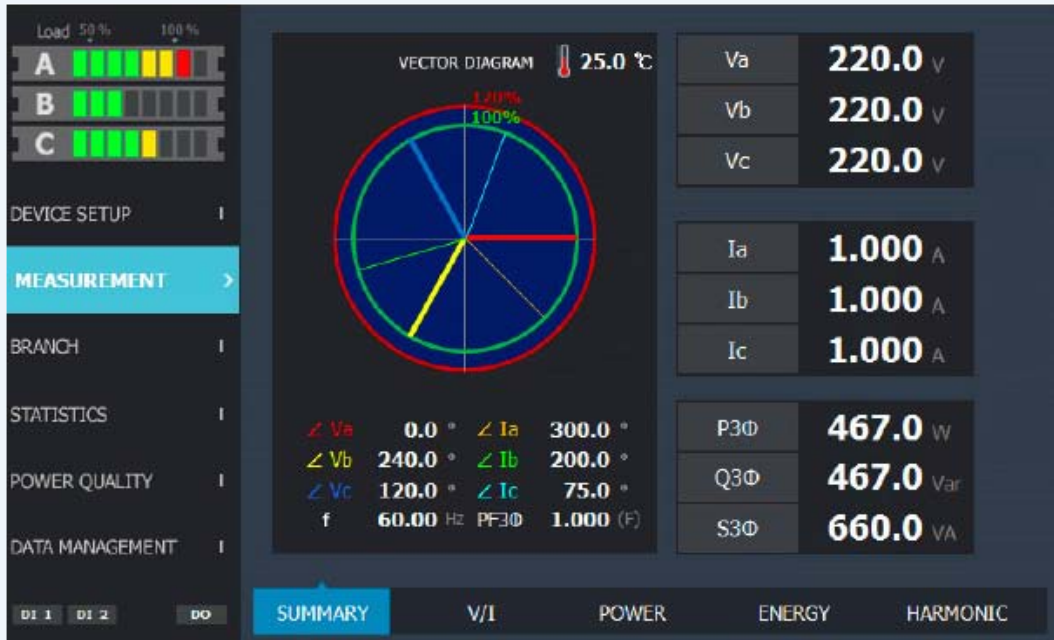 Load 50% 100%
A
B
C
DEVICE SETUP
MEASUREMENT >
BRANCH
STATISTICS
POWER QUALITY
DATA MANAGEMENT
DI 1 DI 2 DO
VECTOR DIAGRAM 25.0 ℃
120%
100%
∠ Va 0.0 ° ∠ Ia 300.0 °
∠ Vb 240.0 ° ∠ Ib 200.0 °
∠ Vc 120.0 ° ∠ Ic 75.0 °
f 60.00 Hz PF3Φ 1.000 (F)
Va 220.0 V
Vb 220.0 V
Vc 220.0 V
Ia 1.000 A
Ib 1.000 A
Ic 1.000 A
P3Φ 467.0 W
Q3Φ 467.0 Var
S3Φ 660.0 VA
SUMMARY V/I POWER ENERGY HARMONIC